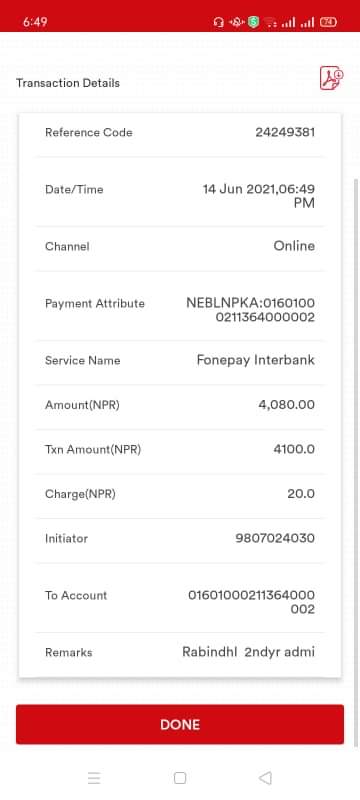 6:49
74
Transaction Details
Reference Code 24249381
Date/Time 14 Jun 2021,06:49
PM
Channel Online
Payment Attribute NEBLNPKA:0160100
0211364000002
Service Name Fonepay Interbank
Amount(NPR) 4,080.00
Txn Amount(NPR) 4100.0
Charge(NPR) 20.0
Initiator 9807024030
To Account 01601000211364000
002
Remarks Rabindhl 2ndyr admi
DONE